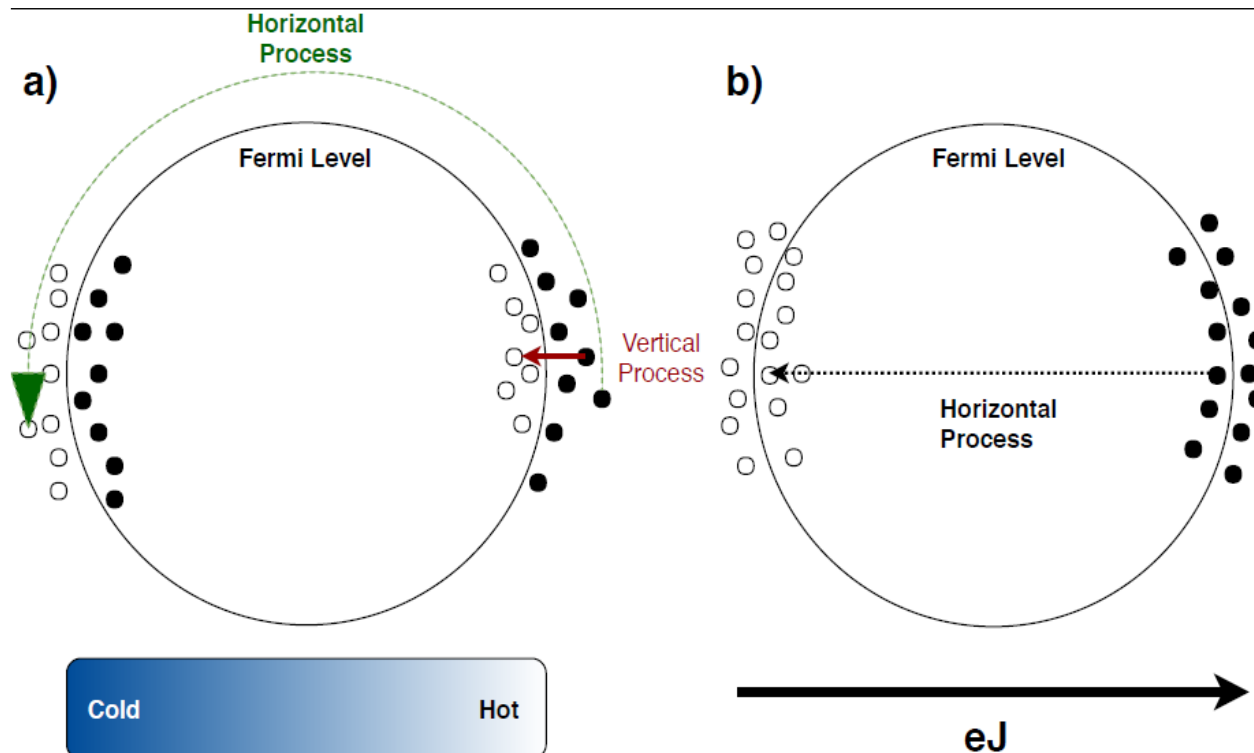 Horizontal
Process
a)
b)
Fermi Level
Fermi Level
Vertical
Process
Horizontal
Process
Cold
Hot
eJ